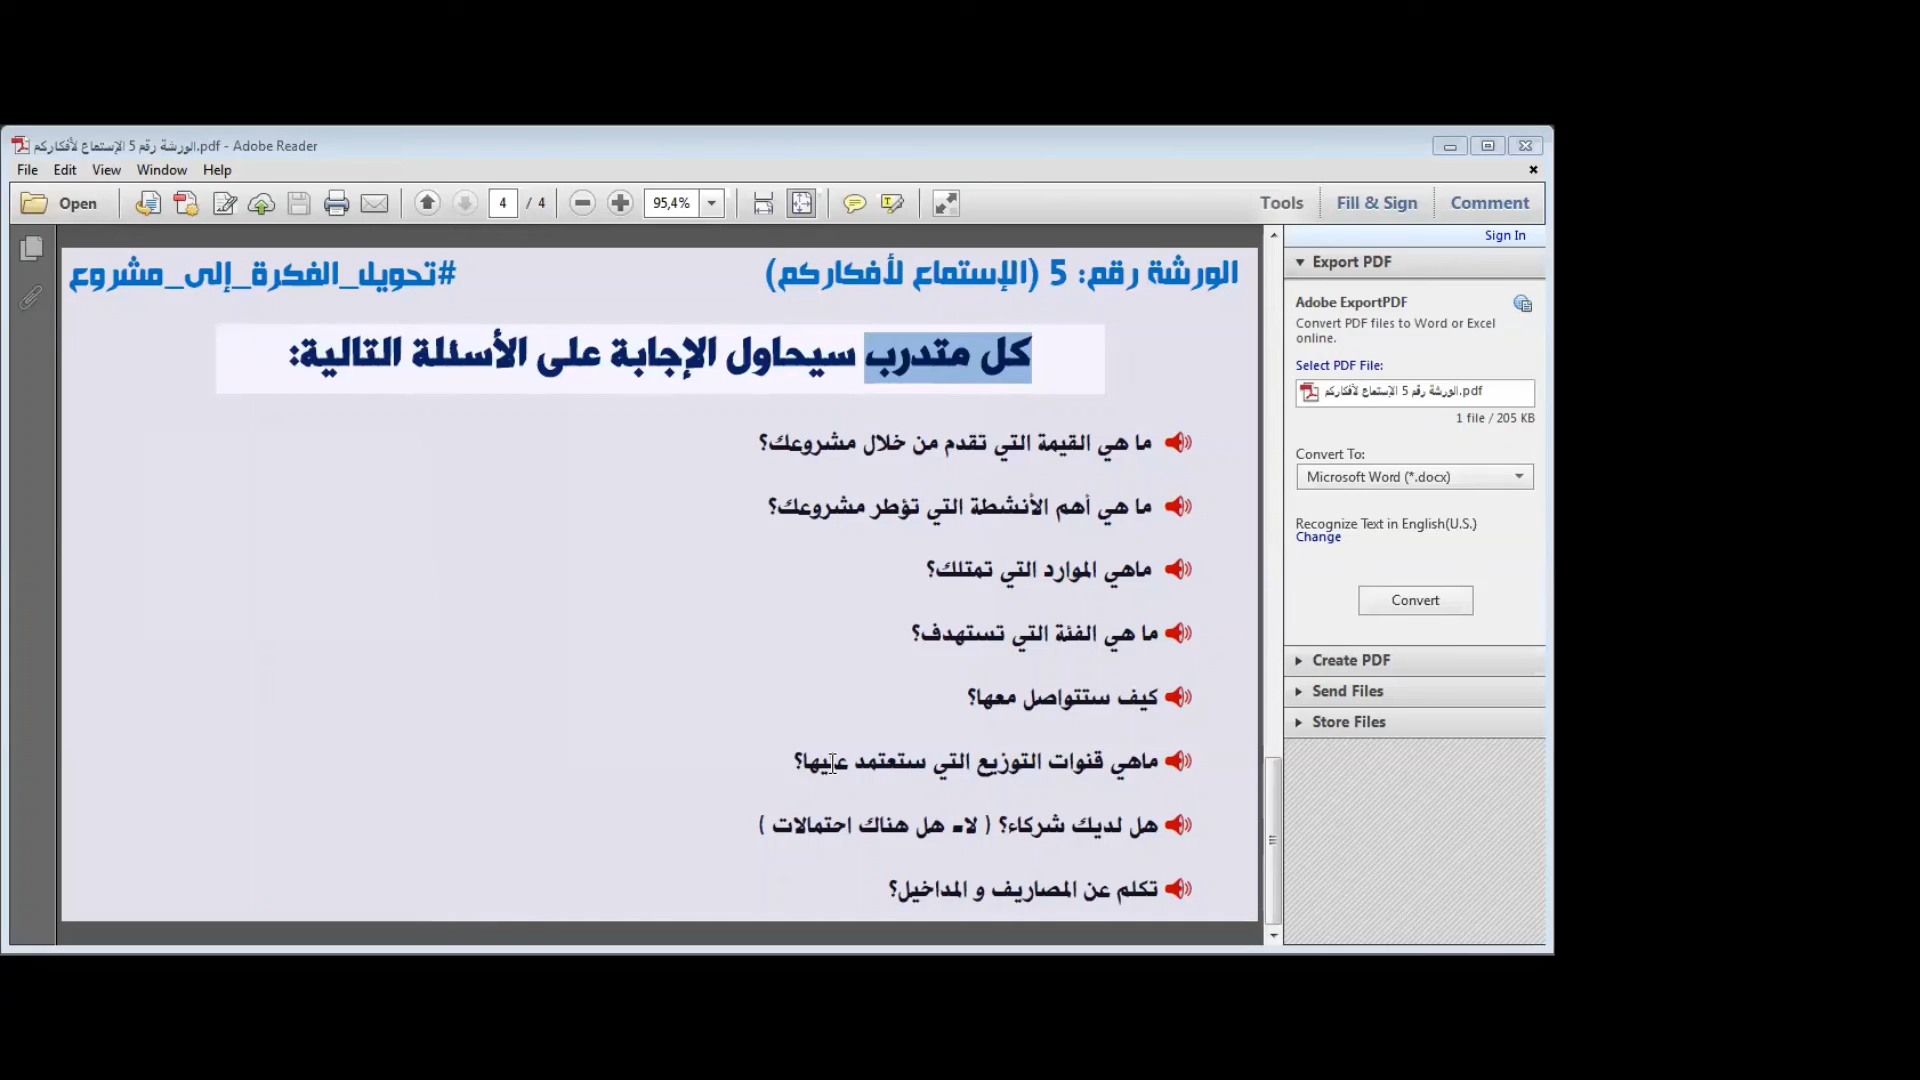 الورشة رقم 5 الإستماع لأفكاركم.pdf - Adobe Reader
File Edit View Window Help
Open 4 / 4 95,4% Tools Fill & Sign Comment
Sign In
الورشة رقم: 5 (الإستماع لأفكاركم) #تحويل_الفكرة_إلى_مشروع
كل متدرب سيحاول الإجابة على الأسئلة التالية:
ما هي القيمة التي تقدم من خلال مشروعك؟
ما هي أهم الأنشطة التي تؤطر مشروعك؟
ماهي الموارد التي تمتلك؟
ما هي الفئة التي تستهدف؟
كيف ستتواصل معها؟
ماهي قنوات التوزيع التي ستعتمد عليها؟
هل لديك شركاء؟ ( لا- هل هناك احتمالات )
تكلم عن المصاريف و المداخيل؟
Export PDF
Adobe ExportPDF
Convert PDF files to Word or Excel
online.
Select PDF File:
الورشة رقم 5 الإستماع لأفكاركم.pdf
1 file / 205 KB
Convert To:
Microsoft Word (*.docx)
Recognize Text in English(U.S.)
Change
Convert
Create PDF
Send Files
Store Files